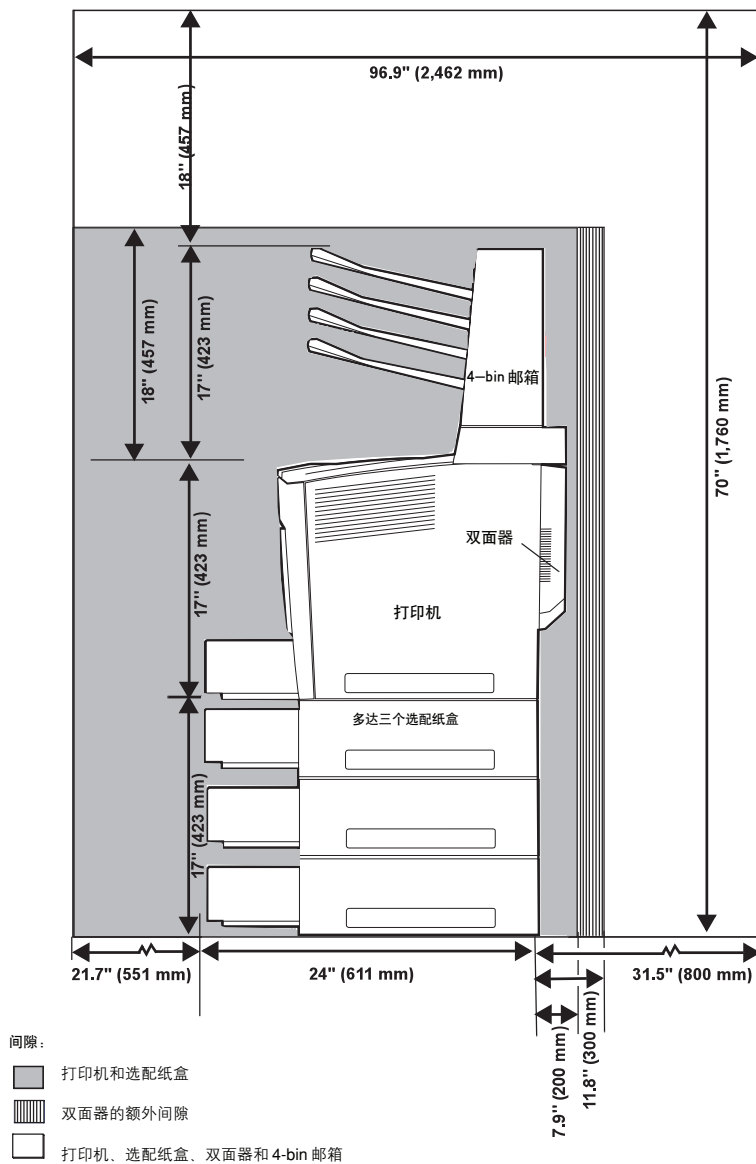 96.9" (2,462 mm)
18" (457 mm)
18" (457 mm)
17" (423 mm)
4-bin 邮箱
70" (1,760 mm)
17" (423 mm)
双面器
打印机
多达三个选配纸盒
17" (423 mm)
21.7" (551 mm)
24" (611 mm)
31.5" (800 mm)
7.9" (200 mm)
11.8" (300 mm)
间隙：
打印机和选配纸盒
双面器的额外间隙
打印机、选配纸盒、双面器和 4-bin 邮箱